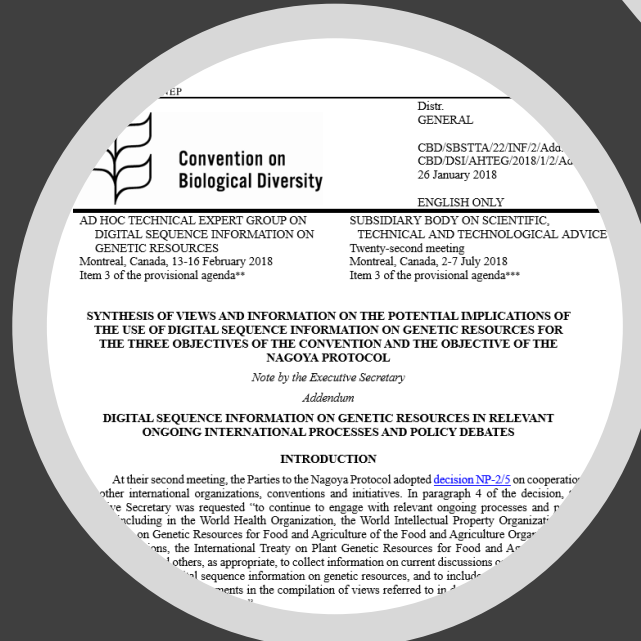 Distr.
GENERAL
CBD/SBSTTA/22/INF/2/Add.
CBD/DSI/AHTEG/2018/1/2/Ad
26 January 2018
ENGLISH ONLY
Convention on
Biological Diversity
AD HOC TECHNICAL EXPERT GROUP ON
DIGITAL SEQUENCE INFORMATION ON
GENETIC RESOURCES
Montreal, Canada, 13-16 February 2018
Item 3 of the provisional agenda**
SUBSIDIARY BODY ON SCIENTIFIC,
TECHNICAL AND TECHNOLOGICAL ADVICE
Twenty-second meeting
Montreal, Canada, 2-7 July 2018
Item 3 of the provisional agenda***
SYNTHESIS OF VIEWS AND INFORMATION ON THE POTENTIAL IMPLICATIONS OF
THE USE OF DIGITAL SEQUENCE INFORMATION ON GENETIC RESOURCES FOR
THE THREE OBJECTIVES OF THE CONVENTION AND THE OBJECTIVE OF THE
NAGOYA PROTOCOL
Note by the Executive Secretary
Addendum
DIGITAL SEQUENCE INFORMATION ON GENETIC RESOURCES IN RELEVANT
ONGOING INTERNATIONAL PROCESSES AND POLICY DEBATES
INTRODUCTION
At their second meeting, the Parties to the Nagoya Protocol adopted decision NP-2/5 on cooperation
other international organizations, conventions and initiatives. In paragraph 4 of the decision,
Secretary was requested "to continue to engage with relevant ongoing processes and
including in the World Health Organization, the World Intellectual Property
on Genetic Resources for Food and Agriculture of the Food and Agriculture
the International Treaty on Plant Genetic Resources for Food and
others, as appropriate, to collect information on current discussions
sequence information on genetic resources, and to include
in the compilation of views referred to in